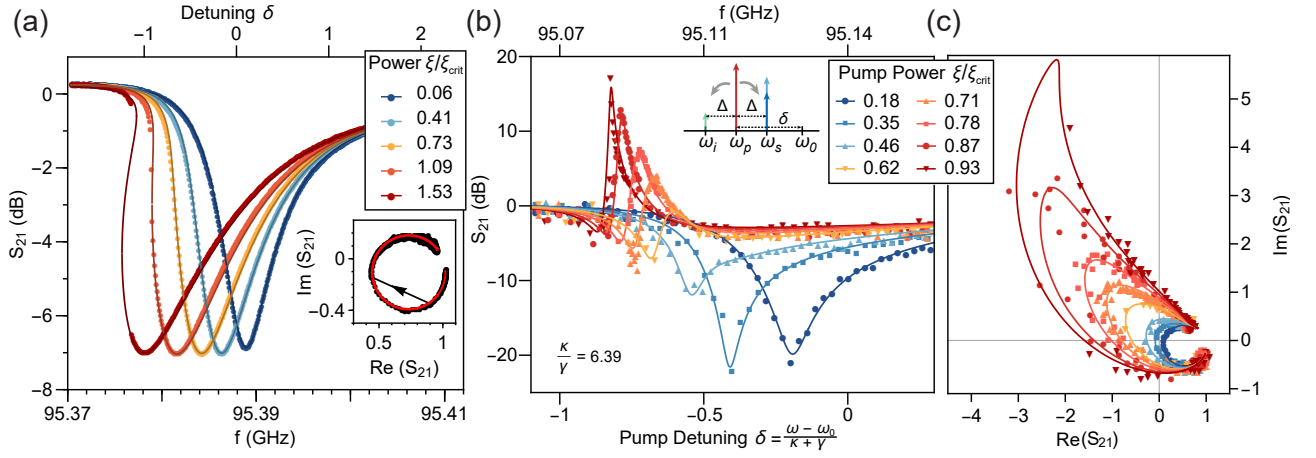 (a)
Detuning δ
−1 0 1 2
Power ξ/ξcrit
0.06
0.41
0.73
1.09
1.53
S21 (dB)
0
−2
−4
−6
−8
Im (S21)
0
−0.4
0.5 1.0
Re (S21)
95.37 95.39 95.41
f (GHz)
(b)
f (GHz)
95.07 95.11 95.14
S21 (dB)
20
10
0
−10
−20
Δ Δ
δ
ωi ωp ωs ω0
κ/γ = 6.39
−1 −0.5 0
Pump Detuning δ = (ω − ω0)/(κ + γ)
Pump Power ξ/ξcrit
0.18 0.71
0.35 0.78
0.46 0.87
0.62 0.93
(c)
Im(S21)
5
4
3
2
1
0
−1
−4 −3 −2 −1 0 1
Re(S21)